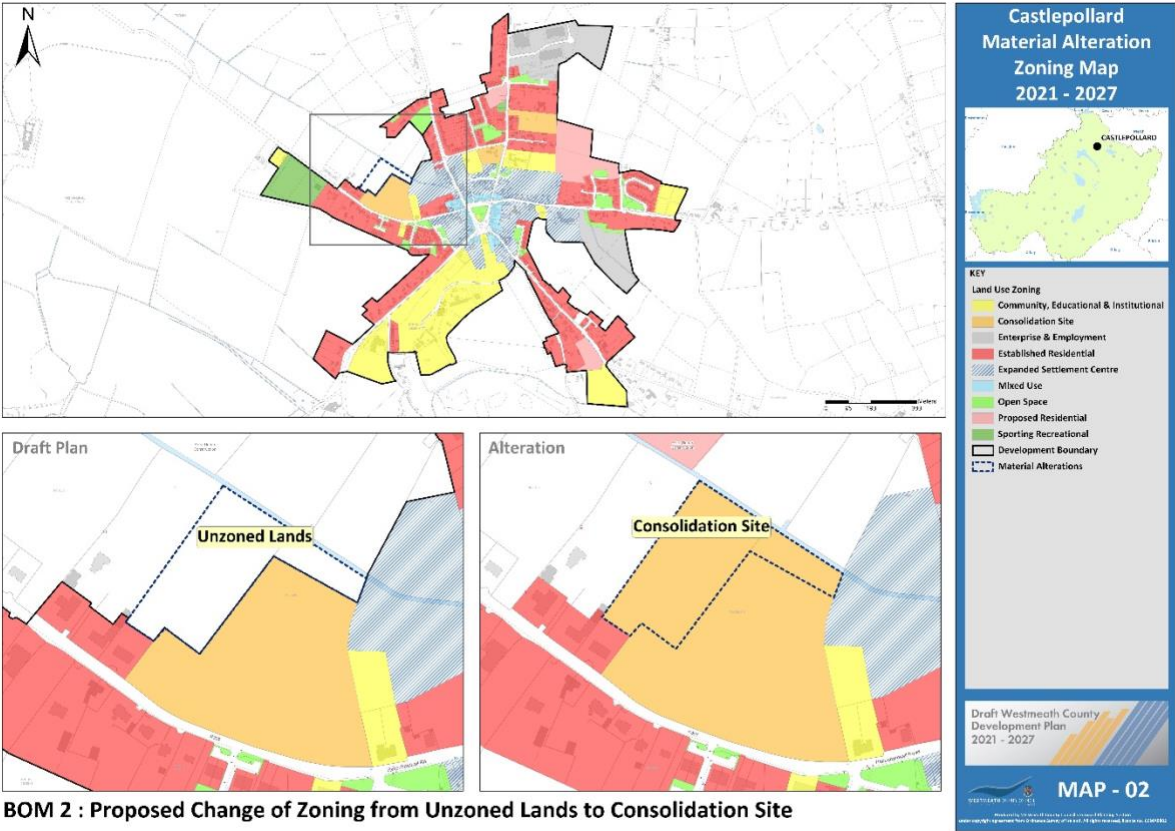 N
Meters
Castlepollard
Material Alteration
Zoning Map
2021 - 2027
CASTLEPOLLARD
KEY
Land Use Zoning
Community, Educational & Institutional
Consolidation Site
Enterprise & Employment
Established Residential
Expanded Settlement Centre
Mixed Use
Open Space
Proposed Residential
Sporting Recreational
Development Boundary
Material Alterations
Draft Plan
Unzoned Lands
Alteration
Consolidation Site
Draft Westmeath County
Development Plan
2021 - 2027
MAP - 02
BOM 2 : Proposed Change of Zoning from Unzoned Lands to Consolidation Site